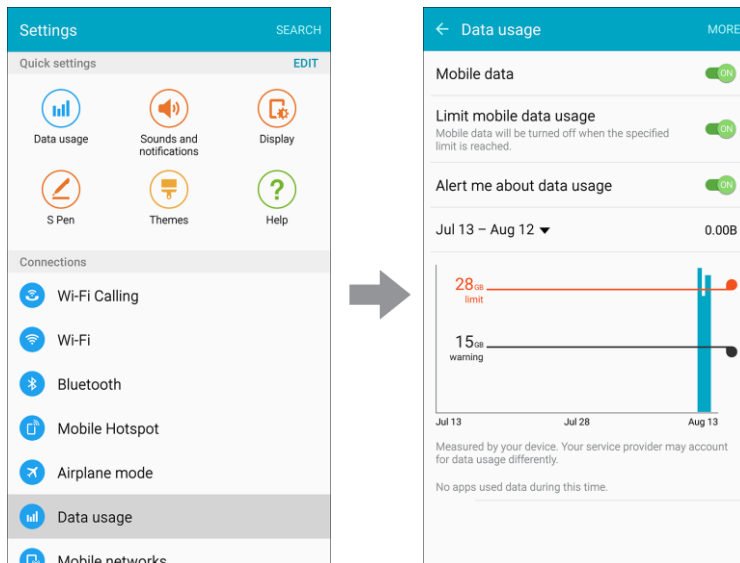 Settings
SEARCH
Quick settings
EDIT
Data usage
Sounds and
notifications
Display
S Pen
Themes
Help
Connections
Wi-Fi Calling
Wi-Fi
Bluetooth
Mobile Hotspot
Airplane mode
Data usage
Mobile networks
Data usage
MORE
Mobile data
ON
Limit mobile data usage
Mobile data will be turned off when the specified
limit is reached.
ON
Alert me about data usage
ON
Jul 13 – Aug 12
0.00B
28GB
limit
15GB
warning
Jul 13
Jul 28
Aug 13
Measured by your device. Your service provider may account
for data usage differently.
No apps used data during this time.